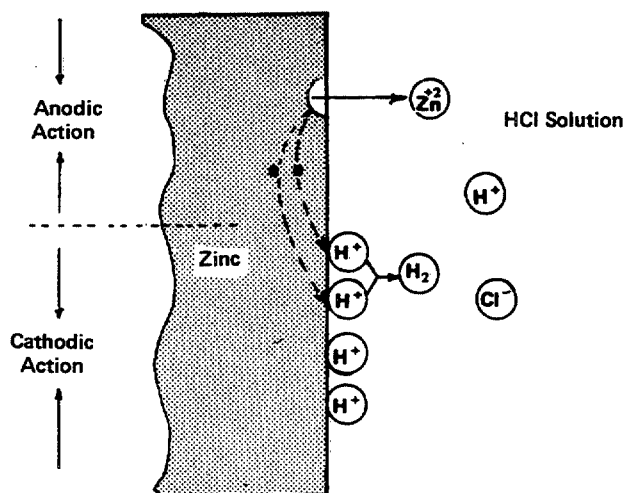 Anodic
Action
Zn+2
HCl Solution
H+
Zinc
H+
H2
H+
Cl−
Cathodic
Action
H+
H+